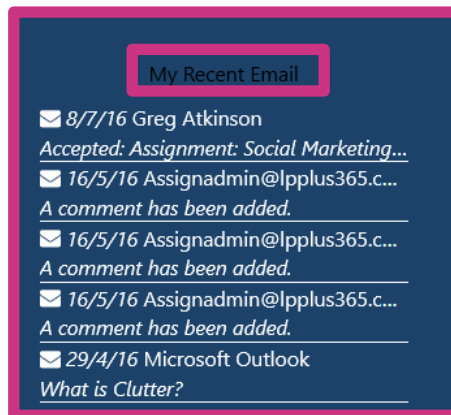 My Recent Email
8/7/16 Greg Atkinson
Accepted: Assignment: Social Marketing...
16/5/16 Assignadmin@lpplus365.c...
A comment has been added.
16/5/16 Assignadmin@lpplus365.c...
A comment has been added.
16/5/16 Assignadmin@lpplus365.c...
A comment has been added.
29/4/16 Microsoft Outlook
What is Clutter?